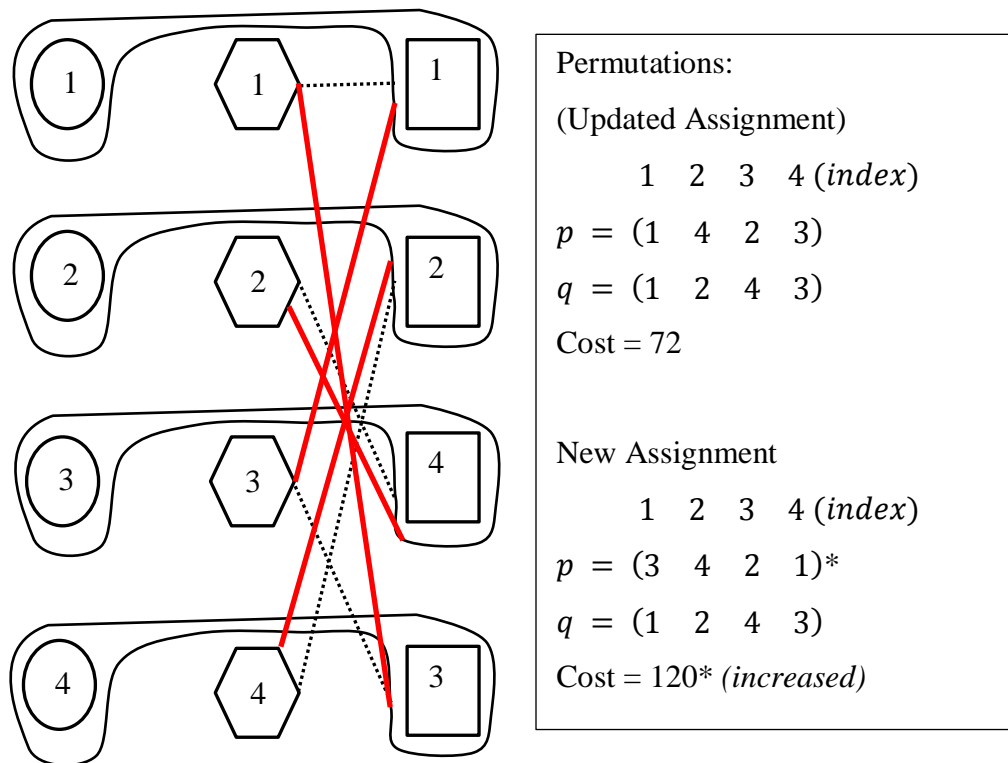 1 1 1
2 2 2
3 3 4
4 4 3
Permutations:
(Updated Assignment)
1 2 3 4 (index)
𝑝 = (1 4 2 3)
𝑞 = (1 2 4 3)
Cost = 72
New Assignment
1 2 3 4 (index)
𝑝 = (3 4 2 1)*
𝑞 = (1 2 4 3)
Cost = 120* (increased)